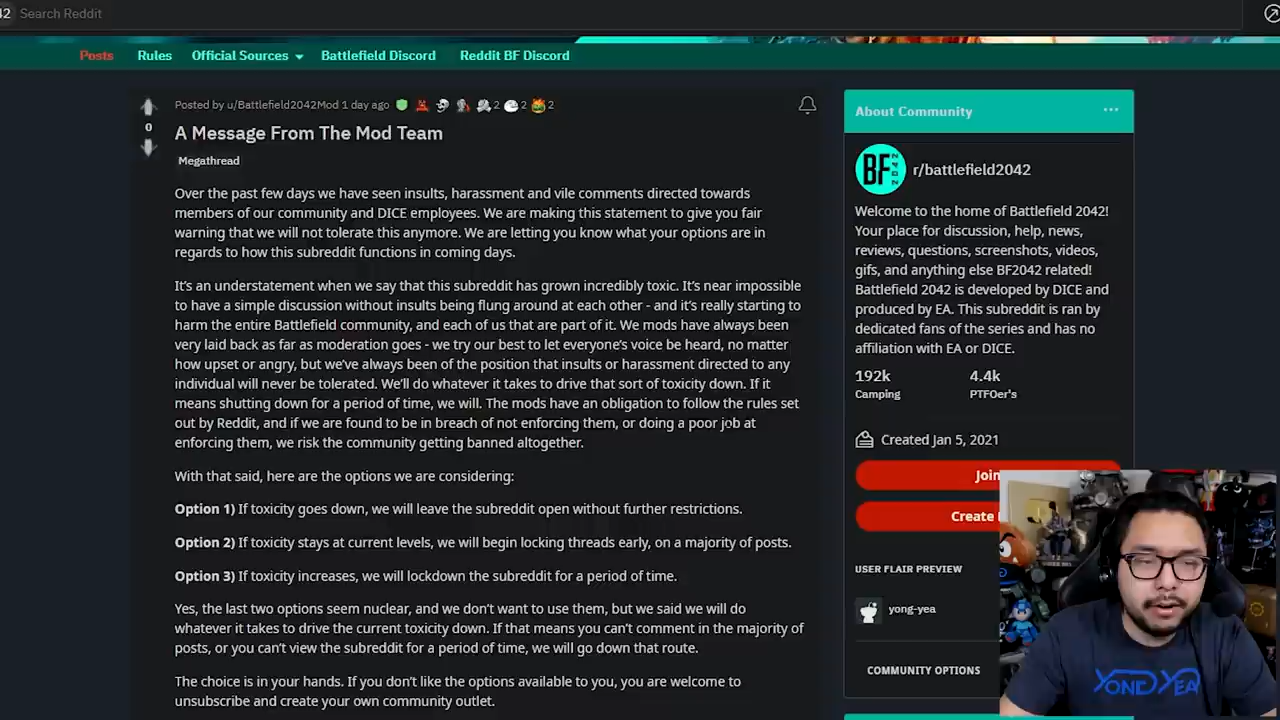 42
Search Reddit
Posts Rules Official Sources Battlefield Discord Reddit BF Discord
Posted by u/Battlefield2042Mod 1 day ago 2 2 2
0
A Message From The Mod Team
Megathread
Over the past few days we have seen insults, harassment and vile comments directed towards
members of our community and DICE employees. We are making this statement to give you fair
warning that we will not tolerate this anymore. We are letting you know what your options are in
regards to how this subreddit functions in coming days.
It's an understatement when we say that this subreddit has grown incredibly toxic. It's near impossible
to have a simple discussion without insults being flung around at each other - and it's really starting to
harm the entire Battlefield community, and each of us that are part of it. We mods have always been
very laid back as far as moderation goes - we try our best to let everyone's voice be heard, no matter
how upset or angry, but we've always been of the position that insults or harassment directed to any
individual will never be tolerated. We'll do whatever it takes to drive that sort of toxicity down. If it
means shutting down for a period of time, we will. The mods have an obligation to follow the rules set
out by Reddit, and if we are found to be in breach of not enforcing them, or doing a poor job at
enforcing them, we risk the community getting banned altogether.
With that said, here are the options we are considering:
Option 1) If toxicity goes down, we will leave the subreddit open without further restrictions.
Option 2) If toxicity stays at current levels, we will begin locking threads early, on a majority of posts.
Option 3) If toxicity increases, we will lockdown the subreddit for a period of time.
Yes, the last two options seem nuclear, and we don't want to use them, but we said we will do
whatever it takes to drive the current toxicity down. If that means you can't comment in the majority of
posts, or you can't view the subreddit for a period of time, we will go down that route.
The choice is in your hands. If you don't like the options available to you, you are welcome to
unsubscribe and create your own community outlet.
About Community
BF 2042
r/battlefield2042
Welcome to the home of Battlefield 2042!
Your place for discussion, help, news,
reviews, questions, screenshots, videos,
gifs, and anything else BF2042 related!
Battlefield 2042 is developed by DICE and
produced by EA. This subreddit is ran by
dedicated fans of the series and has no
affiliation with EA or DICE.
192k 4.4k
Camping PTFOer's
Created Jan 5, 2021
Join
Create
USER FLAIR PREVIEW
yong-yea
COMMUNITY OPTIONS
YONGYEA